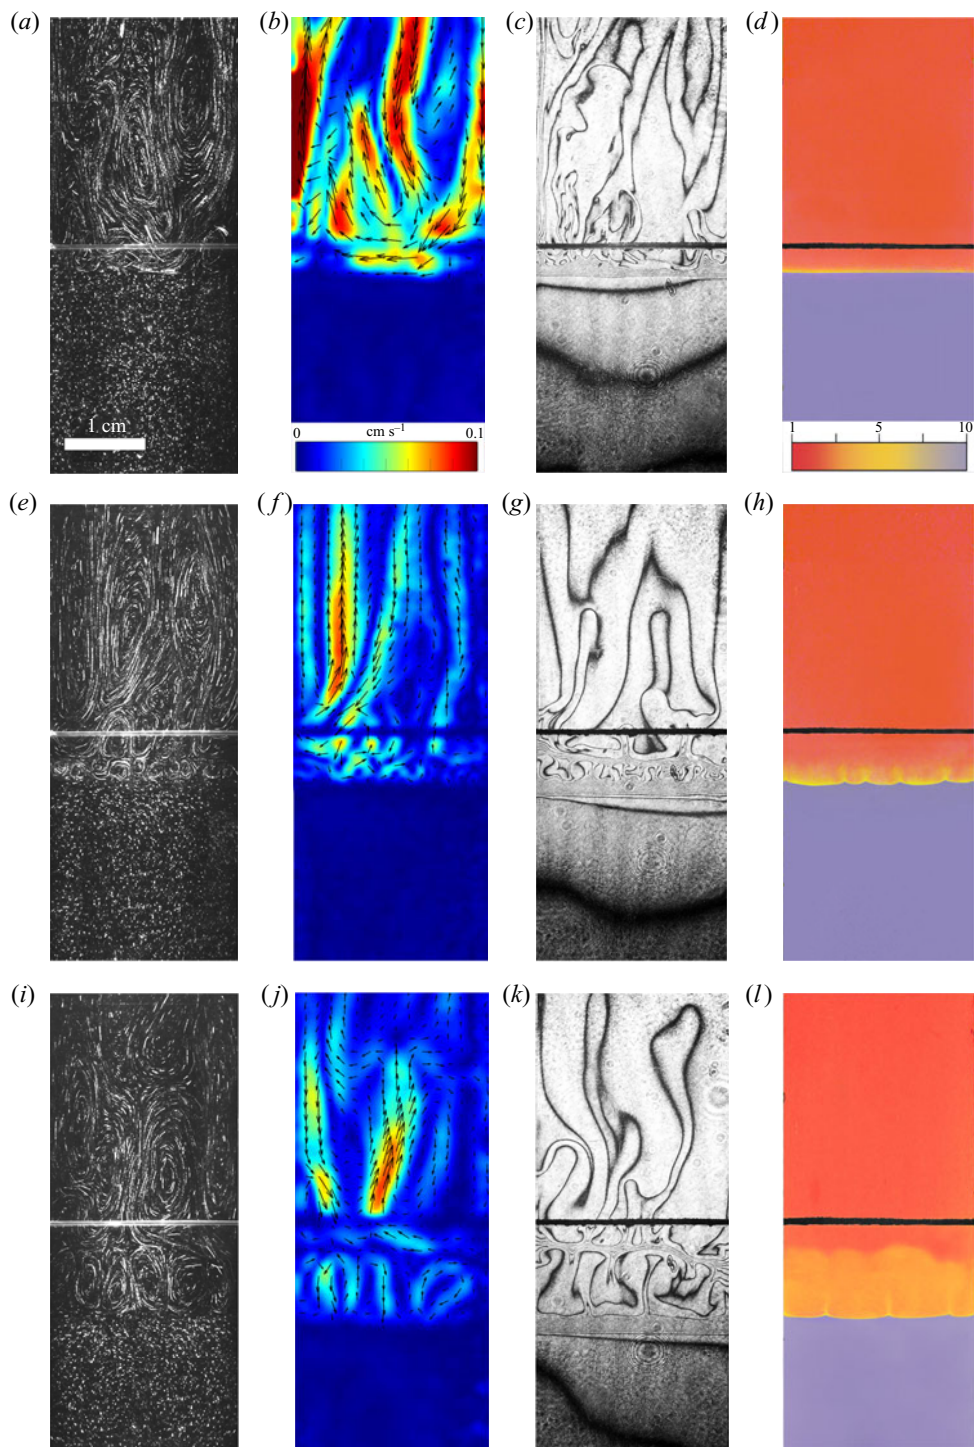 (a) (b) (c) (d)
1 cm
0 cm s⁻¹ 0.1
1 5 10
(e) (f) (g) (h)
(i) (j) (k) (l)